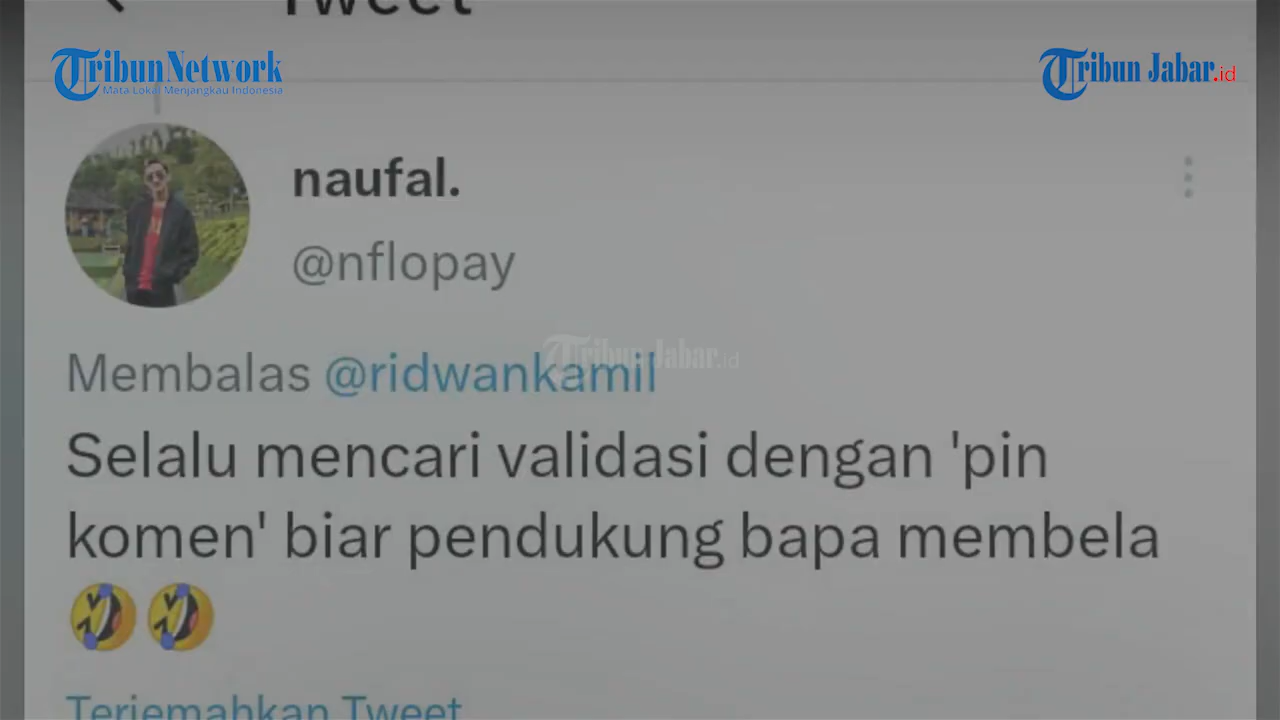 Tweet
TribunNetwork
Mata Lokal Menjangkau Indonesia
Tribun Jabar.id
naufal.
@nflopay
Membalas @ridwankamil
Tribun Jabar.id
Selalu mencari validasi dengan 'pin
komen' biar pendukung bapa membela
🤣🤣
Terjemahkan Tweet